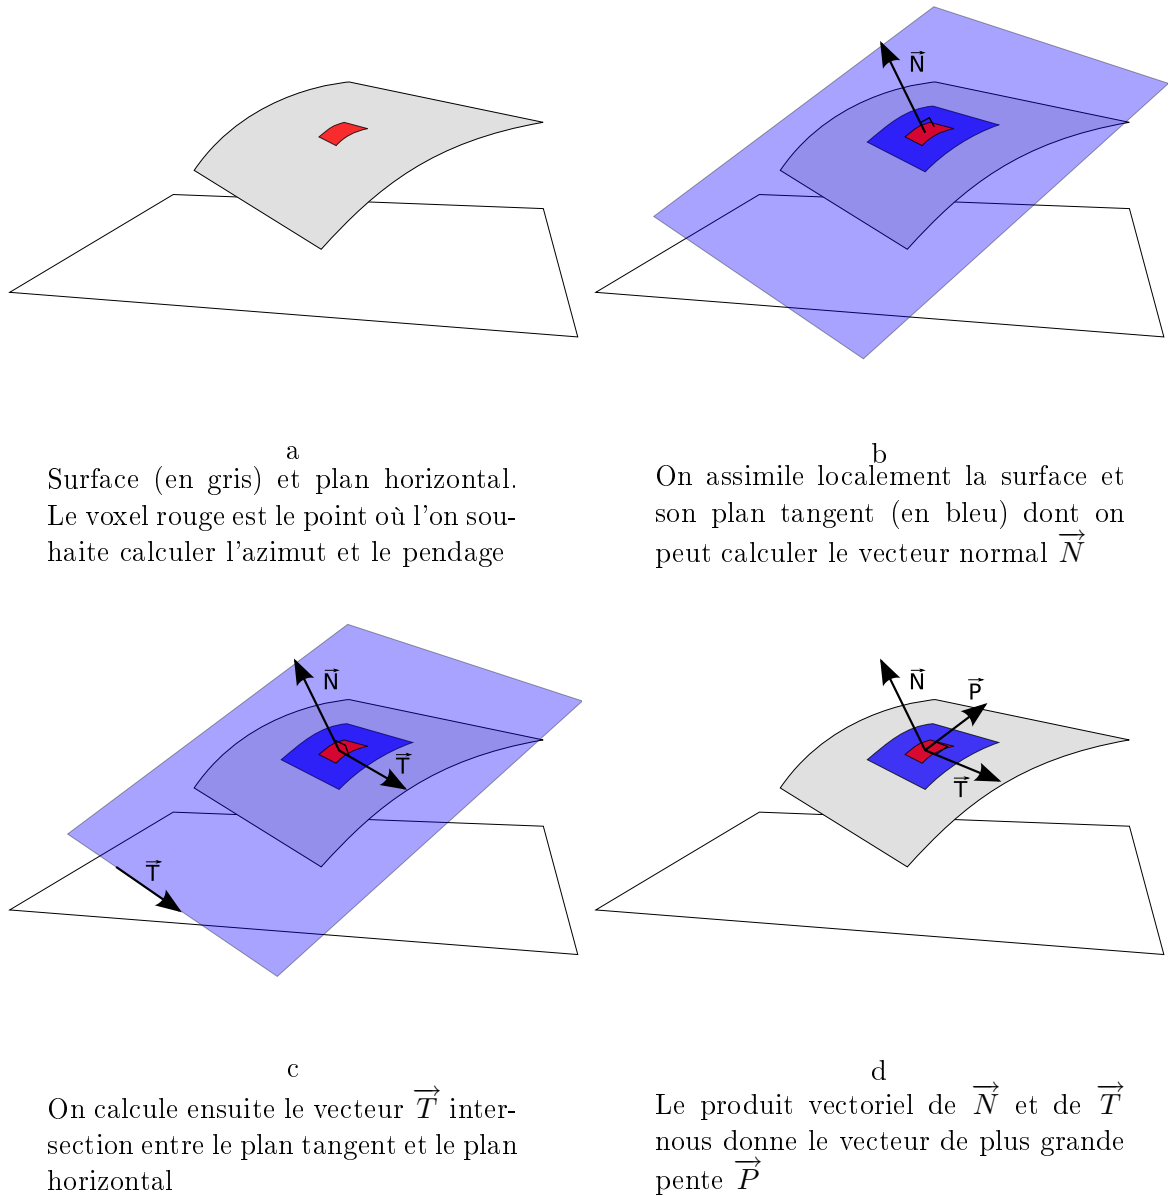 N⃗
a
Surface (en gris) et plan horizontal.
Le voxel rouge est le point où l'on sou-
haite calculer l'azimut et le pendage
b
On assimile localement la surface et
son plan tangent (en bleu) dont on
peut calculer le vecteur normal N⃗
N⃗
T⃗
T⃗
N⃗
P⃗
T⃗
c
On calcule ensuite le vecteur T⃗ inter-
section entre le plan tangent et le plan
horizontal
d
Le produit vectoriel de N⃗ et de T⃗
nous donne le vecteur de plus grande
pente P⃗